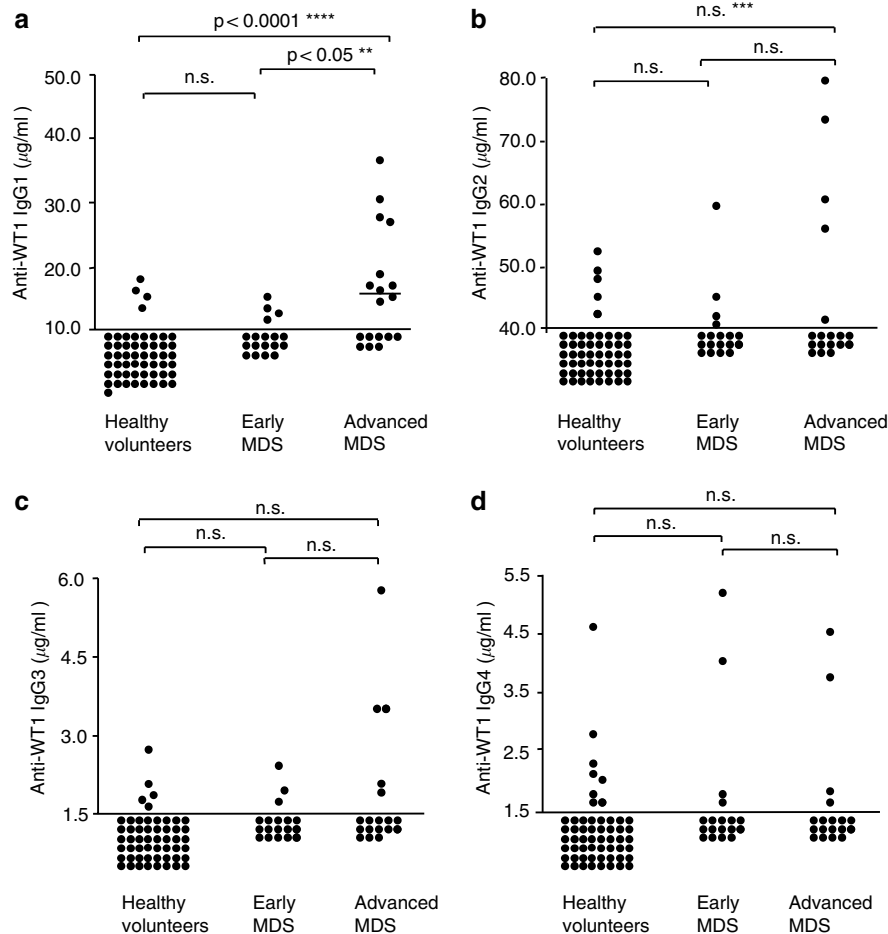 a
p< 0.0001 ****
p< 0.05 **
n.s.
Anti-WT1 IgG1 (μg/ml)
50.0
40.0
30.0
20.0
10.0
Healthy volunteers
Early MDS
Advanced MDS
b
n.s. ***
n.s.
n.s.
Anti-WT1 IgG2 (μg/ml)
80.0
70.0
60.0
50.0
40.0
Healthy volunteers
Early MDS
Advanced MDS
c
n.s.
n.s.
n.s.
Anti-WT1 IgG3 (μg/ml)
6.0
4.5
3.0
1.5
Healthy volunteers
Early MDS
Advanced MDS
d
n.s.
n.s.
n.s.
Anti-WT1 IgG4 (μg/ml)
5.5
4.5
3.5
2.5
1.5
Healthy volunteers
Early MDS
Advanced MDS